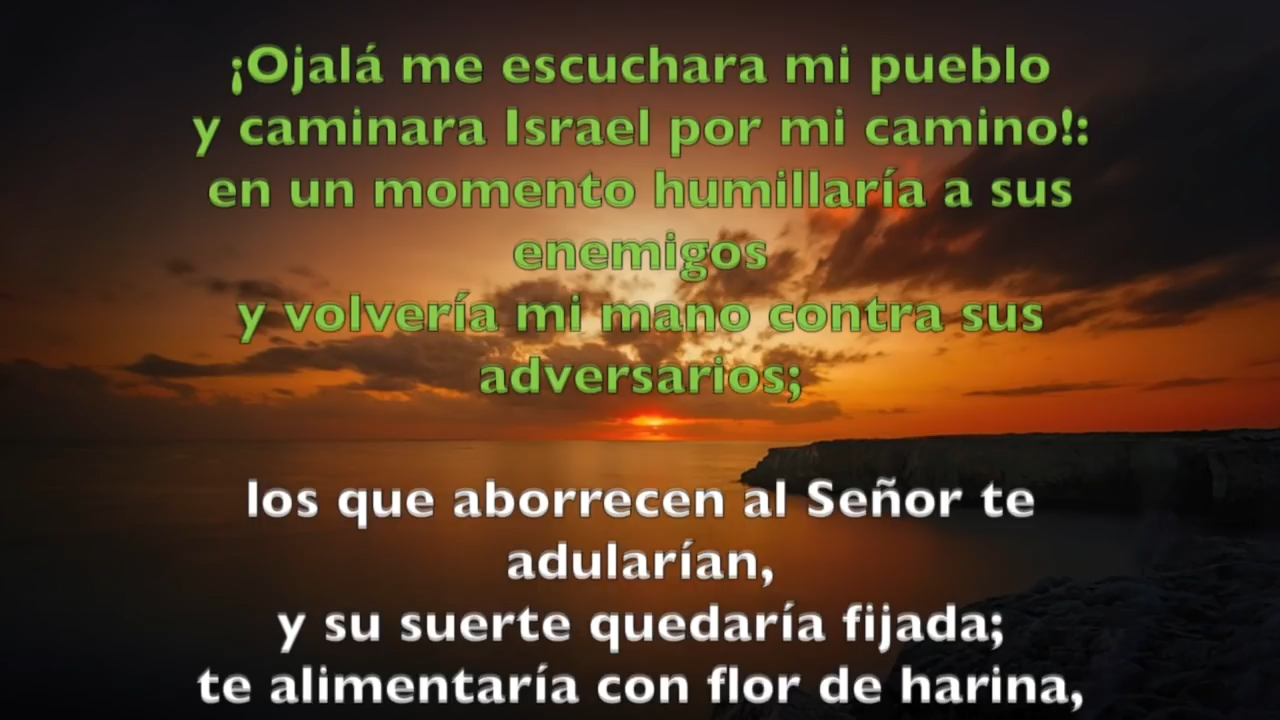 ¡Ojalá me escuchara mi pueblo
y caminara Israel por mi camino!:
en un momento humillaría a sus
enemigos
y volvería mi mano contra sus
adversarios;
los que aborrecen al Señor te
adularían,
y su suerte quedaría fijada;
te alimentaría con flor de harina,